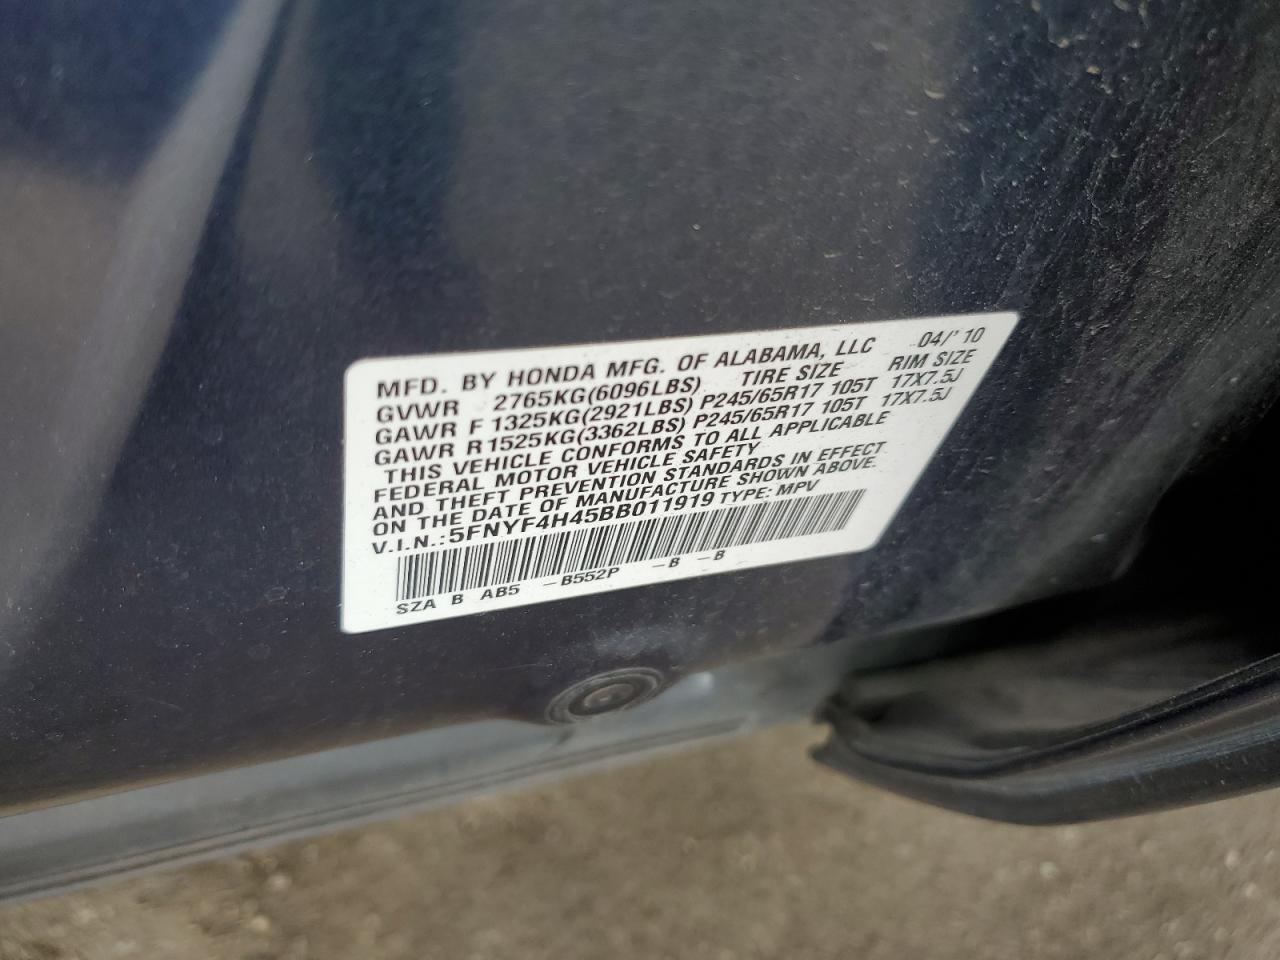 MFD. BY HONDA MFG. OF ALABAMA, LLC 04/'10
GVWR 2765KG(6096LBS) TIRE SIZE RIM SIZE
GAWR F 1325KG(2921LBS) P245/65R17 105T 17X7.5J
GAWR R1525KG(3362LBS) P245/65R17 105T 17X7.5J
THIS VEHICLE CONFORMS TO ALL APPLICABLE
FEDERAL MOTOR VEHICLE SAFETY
AND THEFT PREVENTION STANDARDS IN EFFECT
ON THE DATE OF MANUFACTURE SHOWN ABOVE.
V.I.N.:5FNYF4H45BB011919 TYPE: MPV
SZA B AB5 -B552P -B -B